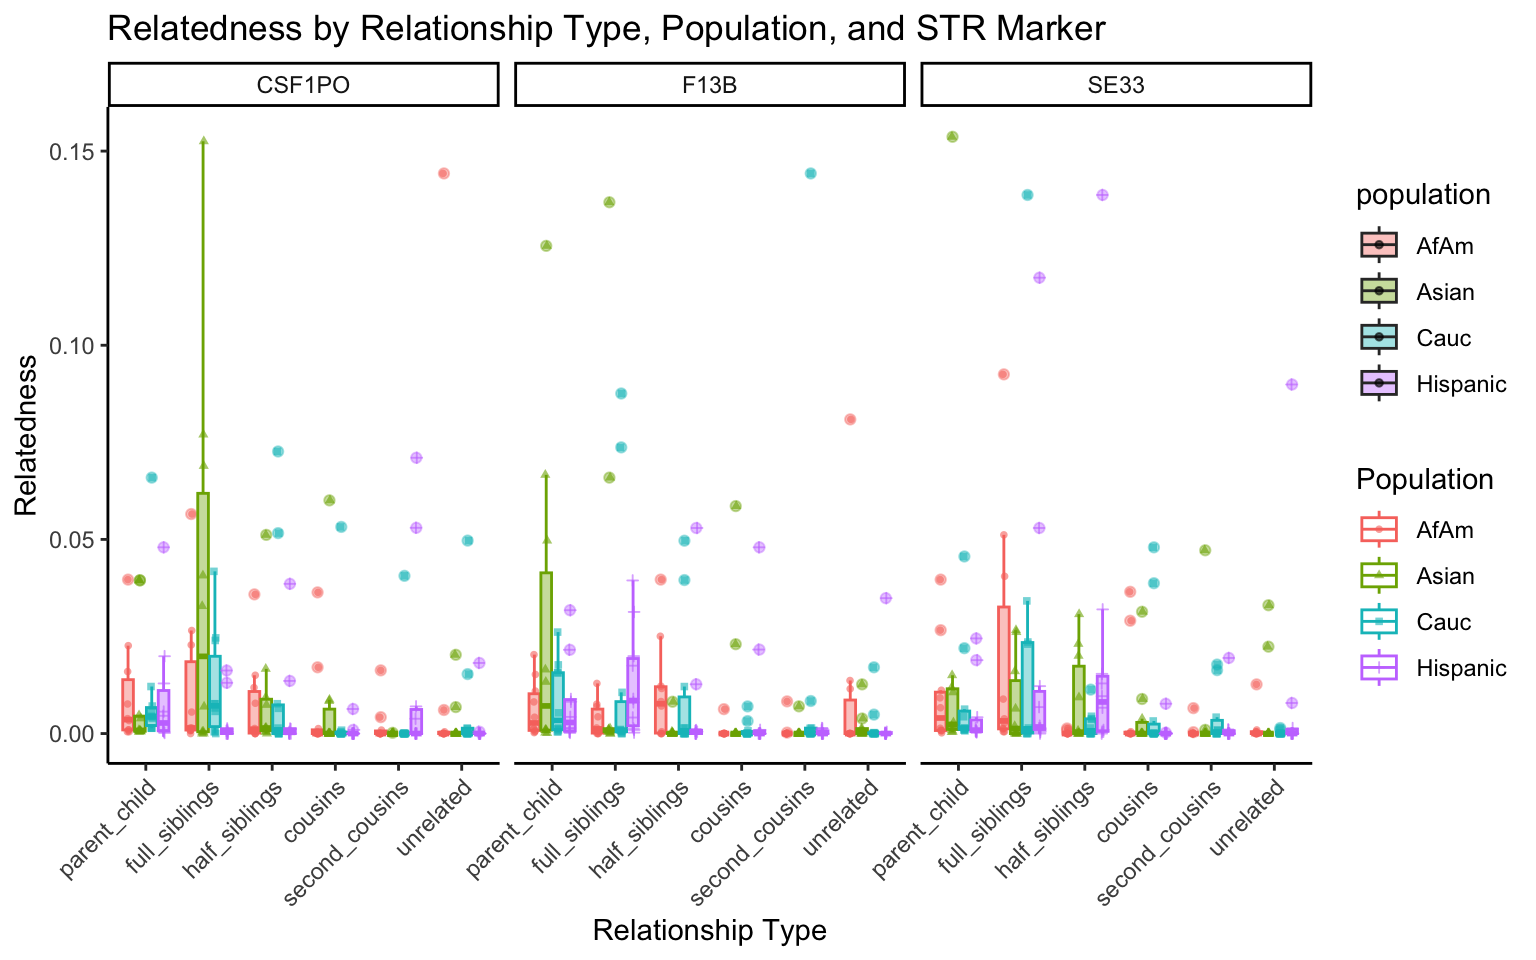 Relatedness by Relationship Type, Population, and STR Marker
CSF1PO
F13B
SE33
0.15
0.10
0.05
0.00
Relatedness
parent_child
full_siblings
half_siblings
cousins
second_cousins
unrelated
parent_child
full_siblings
half_siblings
cousins
second_cousins
unrelated
parent_child
full_siblings
half_siblings
cousins
second_cousins
unrelated
Relationship Type
population
AfAm
Asian
Cauc
Hispanic
Population
AfAm
Asian
Cauc
Hispanic